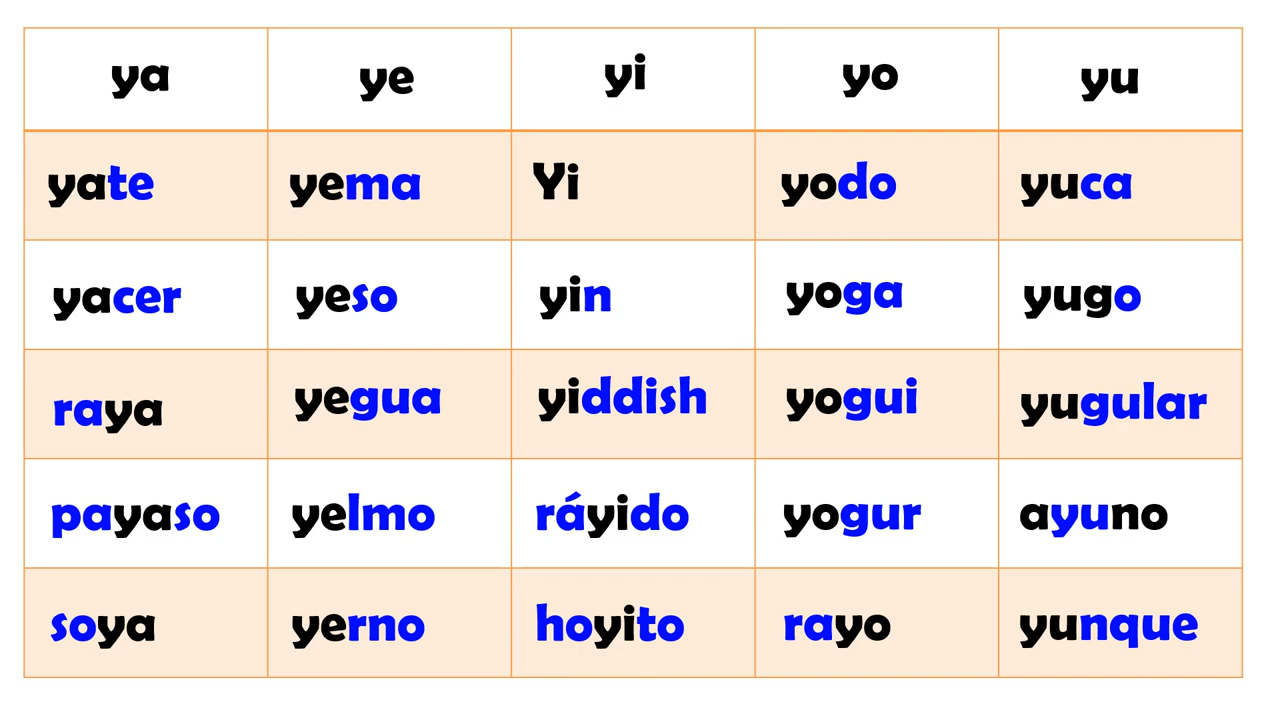 ya ye yi yo yu
yate yema Yi yodo yuca
yacer yeso yin yoga yugo
raya yegua yiddish yogui yugular
payaso yelmo ráyido yogur ayuno
soya yerno hoyito rayo yunque